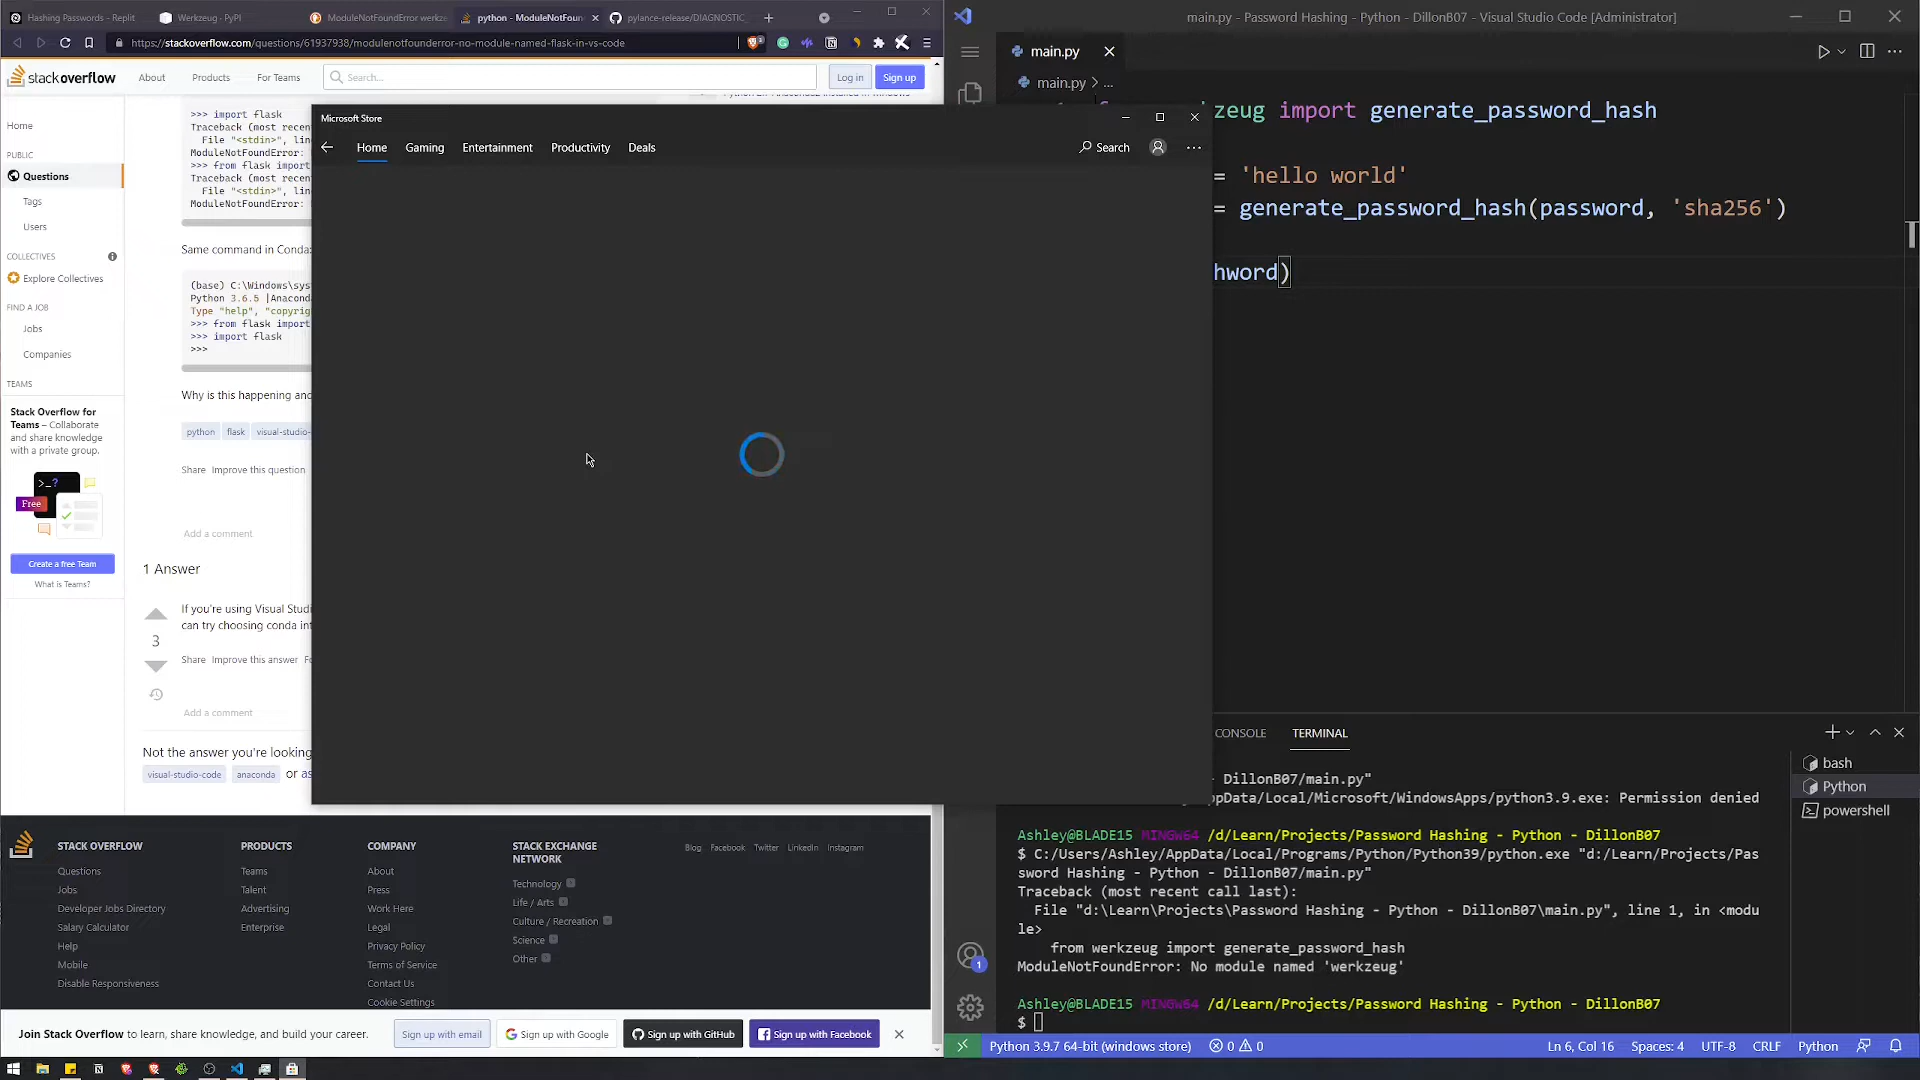 Hashing Passwords - Replit
Werkzeug · PyPI
ModuleNotFoundError werkze
python - ModuleNotFoun
pylance-release/DIAGNOSTIC
https://stackoverflow.com/questions/61937938/modulenotfounderror-no-module-named-flask-in-vs-code
stackoverflow
About
Products
For Teams
Search...
Log in
Sign up
Home
PUBLIC
Questions
Tags
Users
COLLECTIVES
Explore Collectives
FIND A JOB
Jobs
Companies
TEAMS
Stack Overflow for
Teams – Collaborate
and share knowledge
with a private group.
>_?
Free
Create a free Team
What is Teams?
>>> import flask
Traceback (most recen
File "<stdin>", lin
ModuleNotFoundError:
>>> from flask import
Traceback (most recen
File "<stdin>", lin
ModuleNotFoundError:
Same command in Conda:
(base) C:\Windows\sys
Python 3.6.5 |Anacond
Type "help", "copyrig
>>> from flask import
>>> import flask
>>>
Why is this happening and
python
flask
visual-studio-
Share Improve this question
Add a comment
1 Answer
If you're using Visual Studi
can try choosing conda int
3
Share Improve this answer Fo
Add a comment
Not the answer you're looking
visual-studio-code
anaconda
or as
Microsoft Store
Home
Gaming
Entertainment
Productivity
Deals
Search
STACK OVERFLOW
Questions
Jobs
Developer Jobs Directory
Salary Calculator
Help
Mobile
Disable Responsiveness
PRODUCTS
Teams
Talent
Advertising
Enterprise
COMPANY
About
Press
Work Here
Legal
Privacy Policy
Terms of Service
Contact Us
Cookie Settings
STACK EXCHANGE
NETWORK
Technology
Life / Arts
Culture / Recreation
Science
Other
Blog Facebook Twitter LinkedIn Instagram
Join Stack Overflow to learn, share knowledge, and build your career.
Sign up with email
Sign up with Google
Sign up with GitHub
Sign up with Facebook
main.py - Password Hashing - Python - DillonB07 - Visual Studio Code [Administrator]
main.py
main.py > ...
kzeug import generate_password_hash
= 'hello world'
= generate_password_hash(password, 'sha256')
hword)
CONSOLE
TERMINAL
bash
Python
powershell
- DillonB07/main.py"
ppData/Local/Microsoft/WindowsApps/python3.9.exe: Permission denied
Ashley@BLADE15 MINGW64 /d/Learn/Projects/Password Hashing - Python - DillonB07
$ C:/Users/Ashley/AppData/Local/Programs/Python/Python39/python.exe "d:/Learn/Projects/Pas
sword Hashing - Python - DillonB07/main.py"
Traceback (most recent call last):
File "d:\Learn\Projects\Password Hashing - Python - DillonB07\main.py", line 1, in <modu
le>
from werkzeug import generate_password_hash
ModuleNotFoundError: No module named 'werkzeug'
Ashley@BLADE15 MINGW64 /d/Learn/Projects/Password Hashing - Python - DillonB07
$
1
Python 3.9.7 64-bit (windows store)
0
0
Ln 6, Col 16
Spaces: 4
UTF-8
CRLF
Python